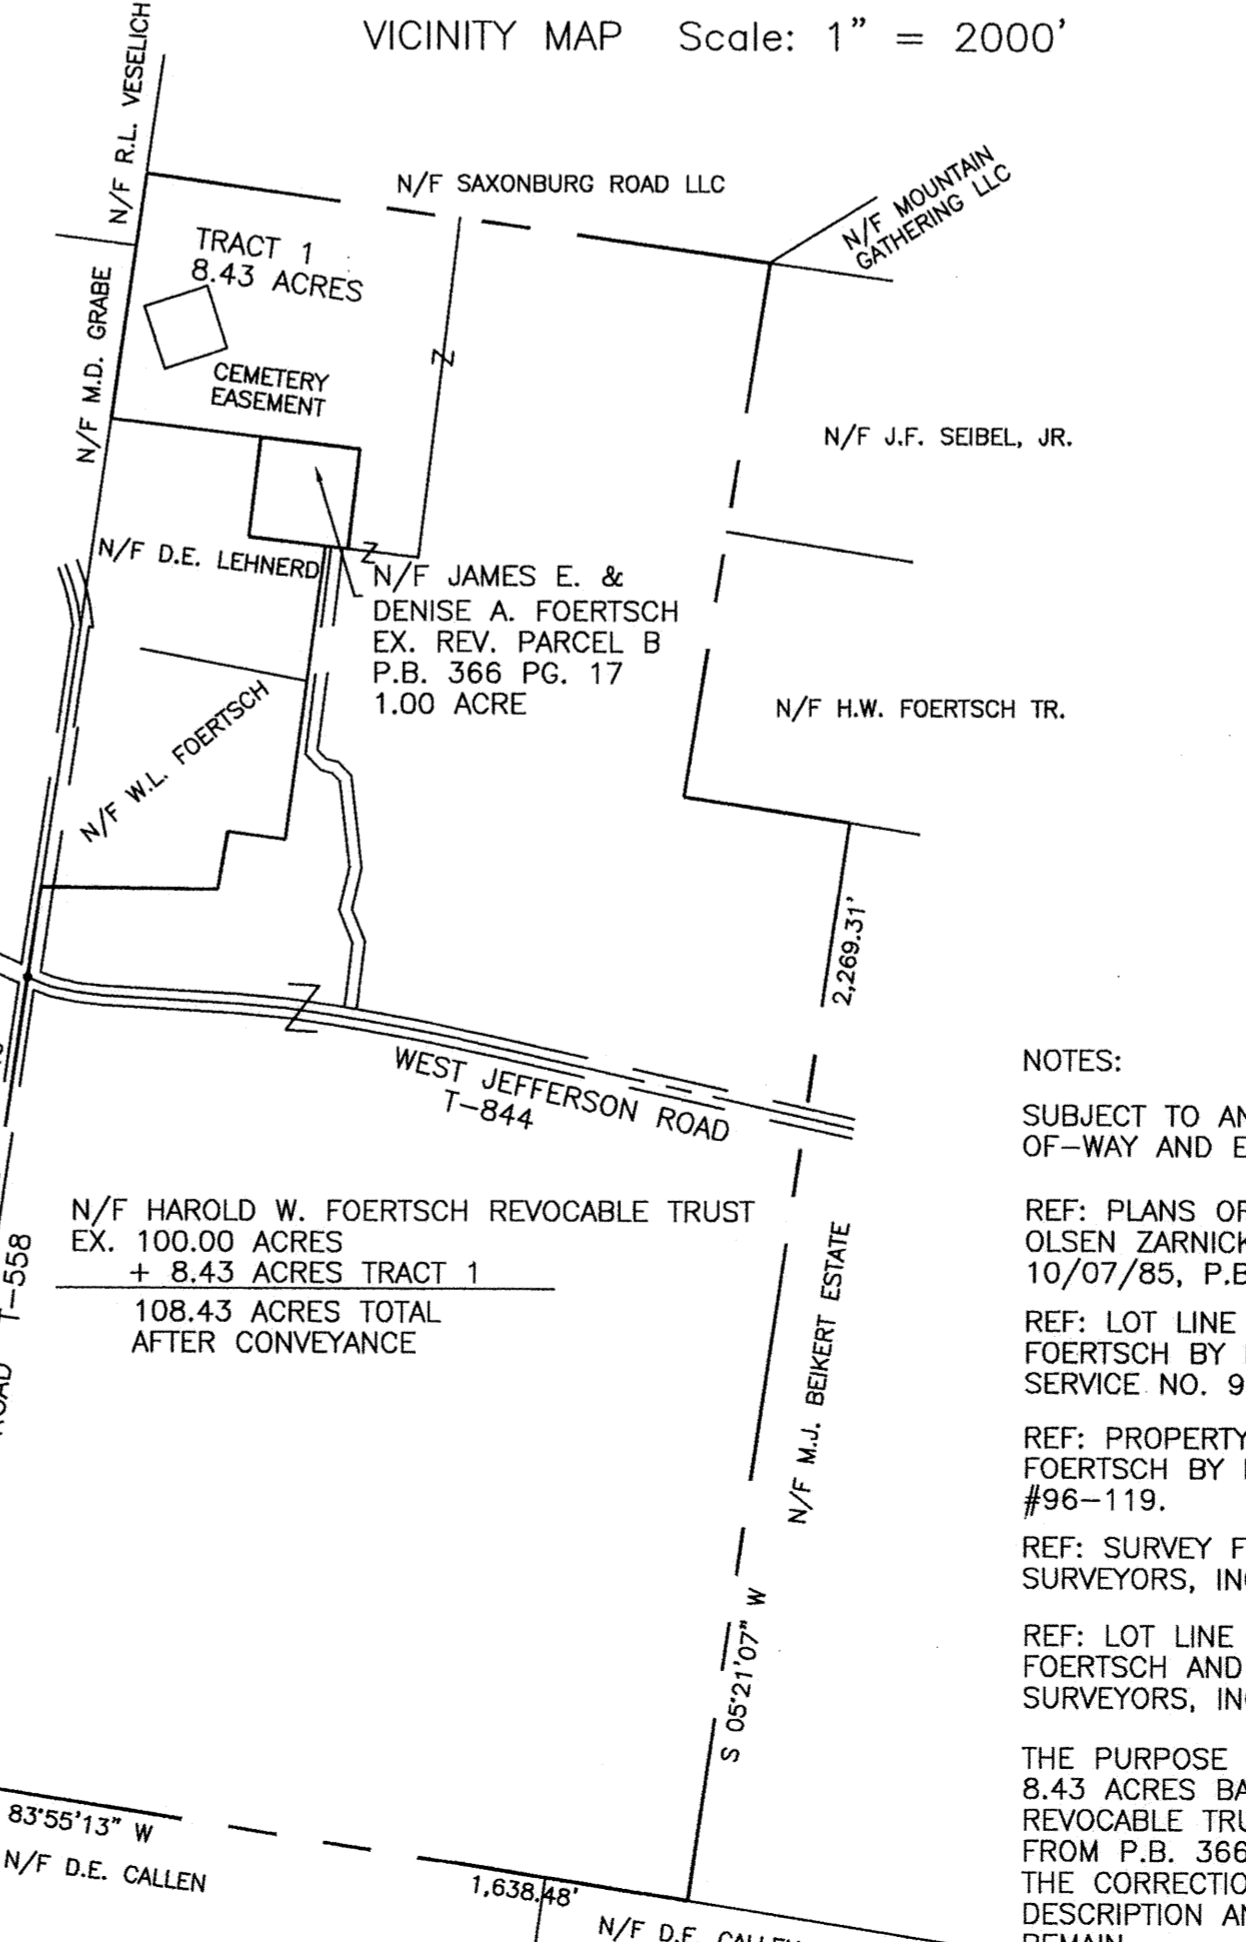 VICINITY MAP Scale: 1" = 2000'
N/F R.L. VESELICH
N/F SAXONBURG ROAD LLC
N/F MOUNTAIN
GATHERING LLC
TRACT 1
8.43 ACRES
N/F M.D. GRABE
CEMETERY
EASEMENT
Z
N/F J.F. SEIBEL, JR.
N/F D.E. LEHNERD
Z
N/F JAMES E. &
DENISE A. FOERTSCH
EX. REV. PARCEL B
P.B. 366 PG. 17
1.00 ACRE
N/F W.L. FOERTSCH
N/F H.W. FOERTSCH TR.
2,269.31'
Z
WEST JEFFERSON ROAD
T-844
N/F HAROLD W. FOERTSCH REVOCABLE TRUST
EX. 100.00 ACRES
+ 8.43 ACRES TRACT 1
108.43 ACRES TOTAL
AFTER CONVEYANCE
ROAD T-558
N/F M.J. BEIKERT ESTATE
S 05°21'07" W
83°55'13" W
N/F D.E. CALLEN
1,638.48'
N/F D.E. CALLEN
NOTES:
SUBJECT TO AN
OF-WAY AND E
REF: PLANS OF
OLSEN ZARNICK
10/07/85, P.B
REF: LOT LINE
FOERTSCH BY
SERVICE NO. 9
REF: PROPERTY
FOERTSCH BY
#96-119.
REF: SURVEY F
SURVEYORS, IN
REF: LOT LINE
FOERTSCH AND
SURVEYORS, IN
THE PURPOSE
8.43 ACRES BA
REVOCABLE TRU
FROM P.B. 366
THE CORRECTIO
DESCRIPTION AN
REMAIN